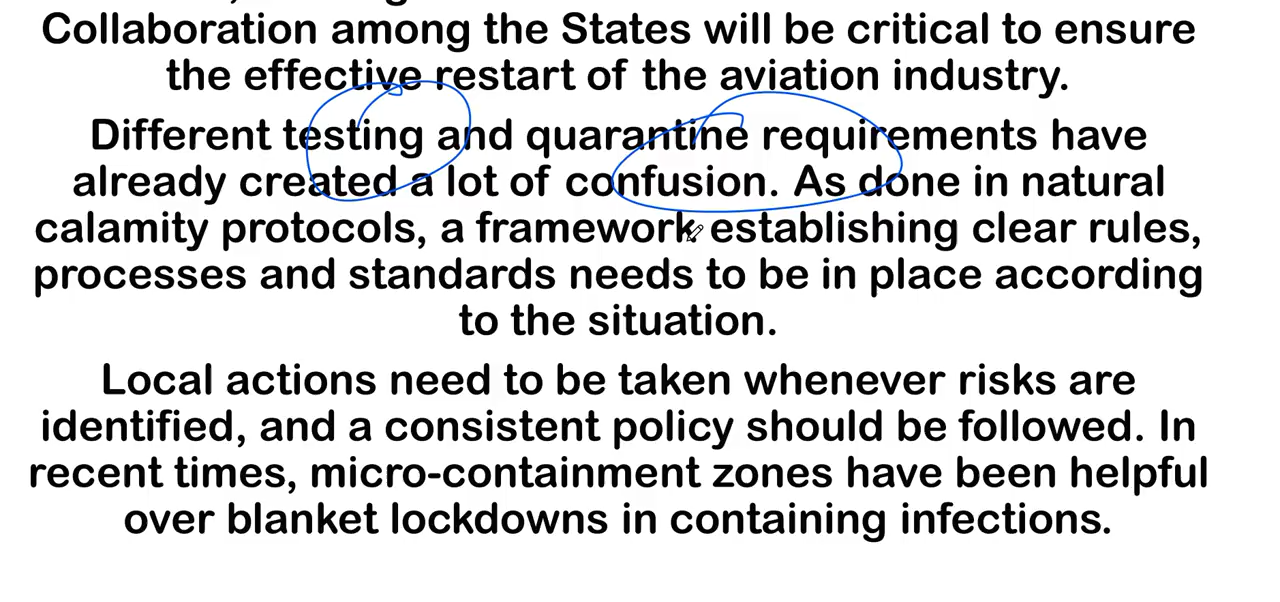 Collaboration among the States will be critical to ensure
the effective restart of the aviation industry.
Different testing and quarantine requirements have
already created a lot of confusion. As done in natural
calamity protocols, a framework establishing clear rules,
processes and standards needs to be in place according
to the situation.
Local actions need to be taken whenever risks are
identified, and a consistent policy should be followed. In
recent times, micro-containment zones have been helpful
over blanket lockdowns in containing infections.